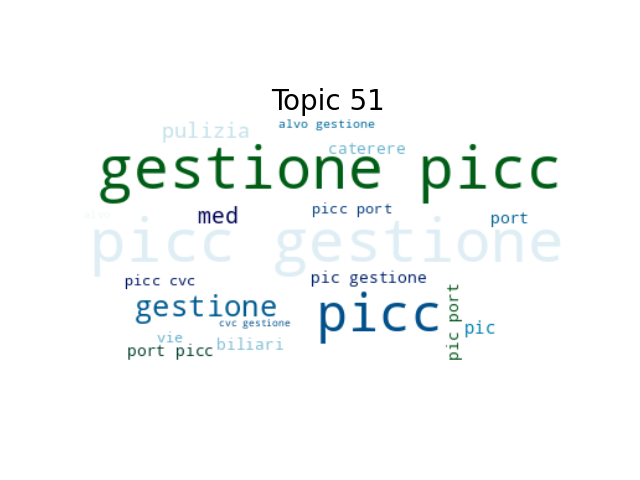 Topic 51
alvo gestione
pulizia
caterere
gestione picc
picc port
med
port
picc gestione
pic gestione
picc cvc
gestione
picc
pic port
cvc gestione
pic
vie
biliari
port picc